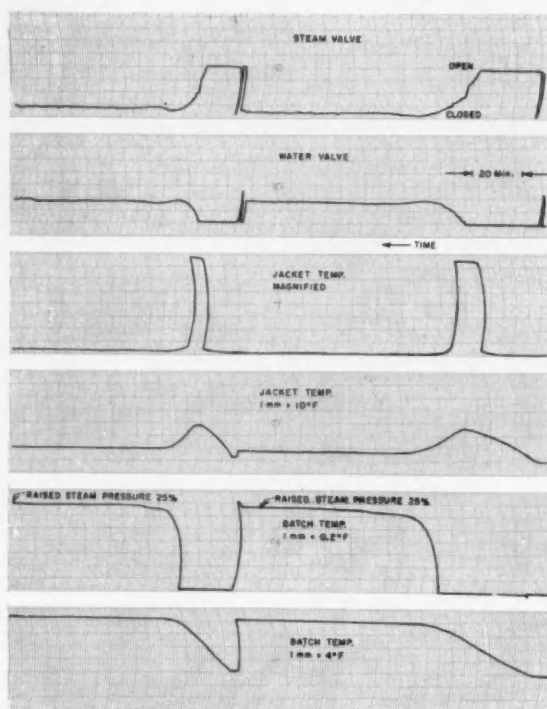 STEAM VALVE
OPEN
CLOSED
WATER VALVE
20 Min.
TIME
JACKET TEMP.
MAGNIFIED
JACKET TEMP.
1 mm = 10°F
RAISED STEAM PRESSURE 25%
RAISED STEAM PRESSURE 25%
BATCH TEMP.
1 mm = 0.2°F
BATCH TEMP.
1 mm = 4°F